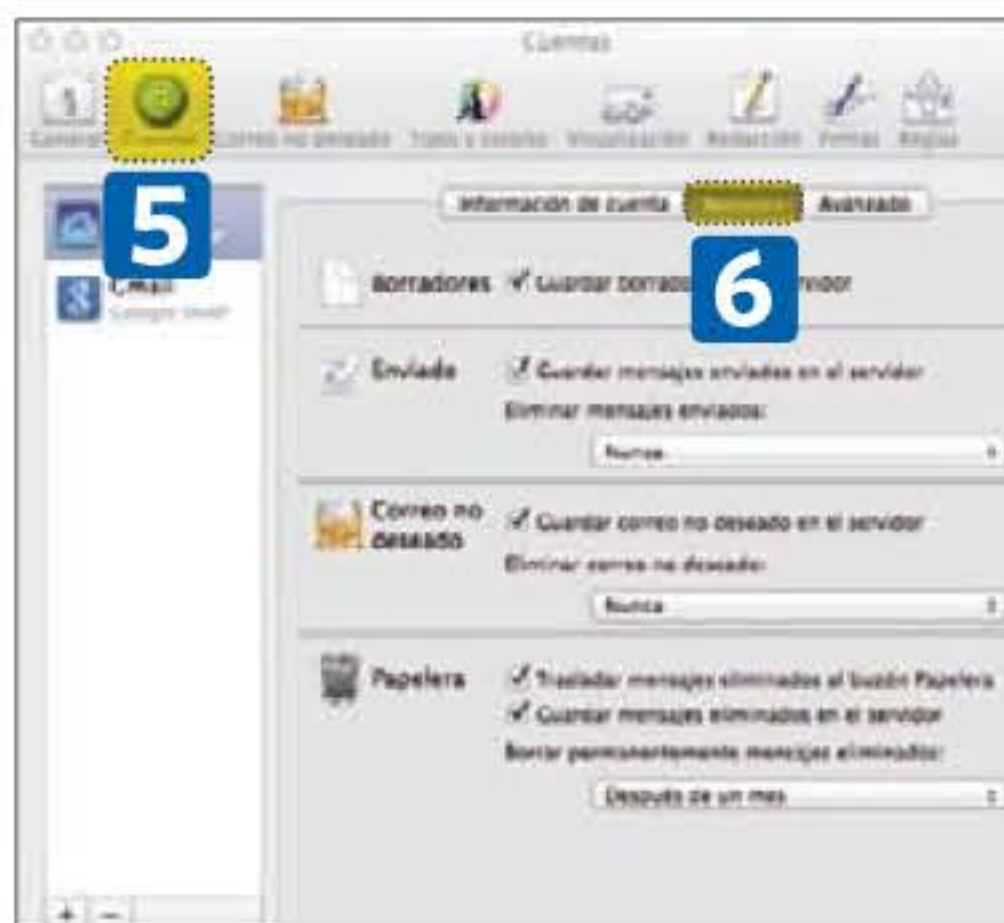 Cuentas
General Cuentas Correo no deseado Tipos y colores Visualización Redacción Firmas Reglas
5
Información de cuenta Avanzado
6
Gmail
Google IMAP
Borradores Guardar
Enviado Guardar mensajes enviados en el servidor
Eliminar mensajes enviados:
Nunca
Correo no deseado Guardar correo no deseado en el servidor
Eliminar correo no deseado:
Nunca
Papelera Trasladar mensajes eliminados al buzón Papelera
Guardar mensajes eliminados en el servidor
Borrar permanentemente mensajes eliminados:
Después de un mes
+ −